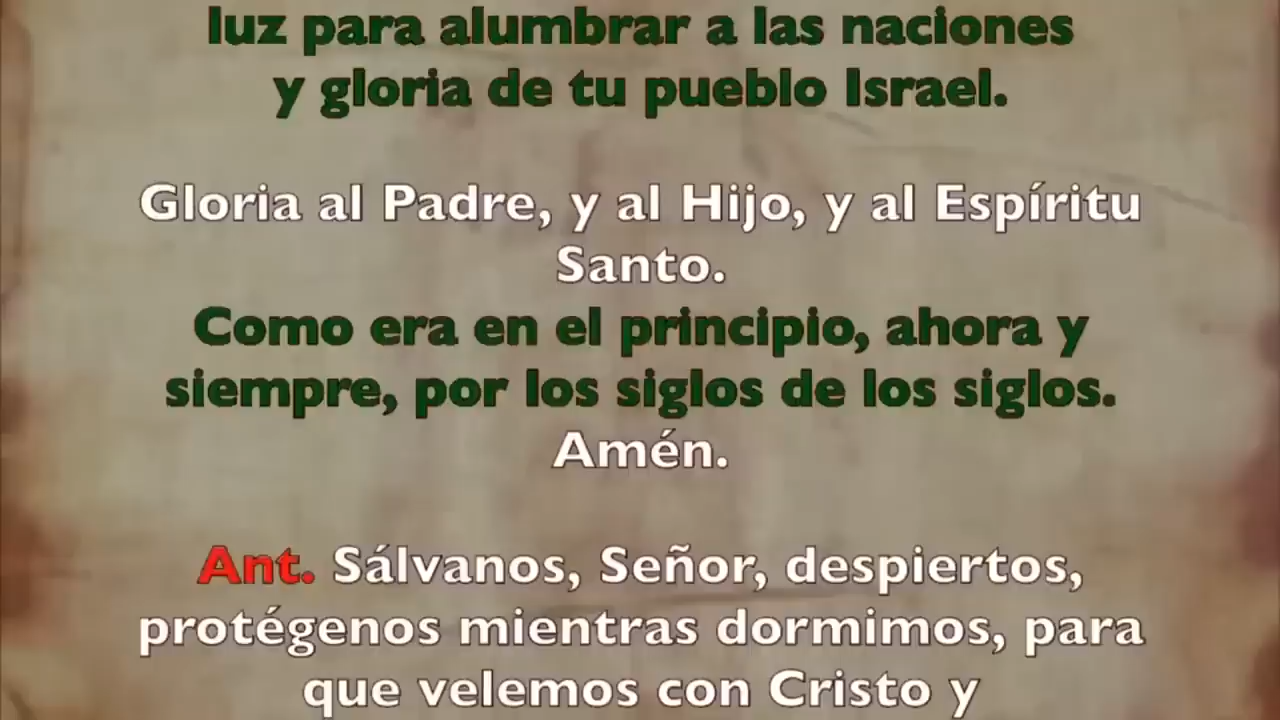 luz para alumbrar a las naciones
y gloria de tu pueblo Israel.
Gloria al Padre, y al Hijo, y al Espíritu
Santo.
Como era en el principio, ahora y
siempre, por los siglos de los siglos.
Amén.
Ant. Sálvanos, Señor, despiertos,
protégenos mientras dormimos, para
que velemos con Cristo y